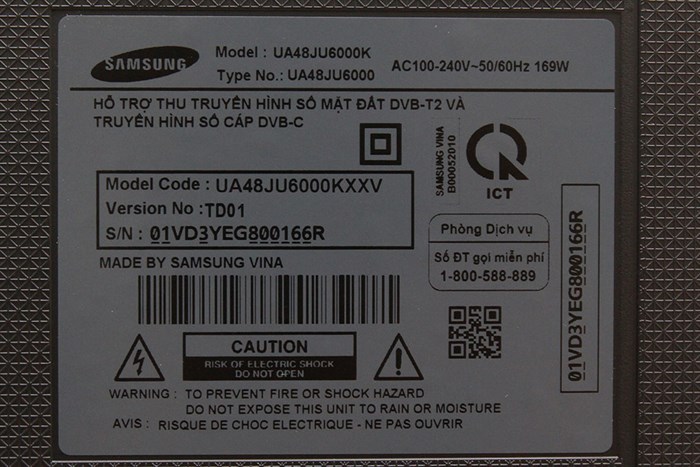 SAMSUNG
Model : UA48JU6000K
Type No.: UA48JU6000
AC100-240V~50/60Hz 169W
HỖ TRỢ THU TRUYỀN HÌNH SỐ MẶT ĐẤT DVB-T2 VÀ
TRUYỀN HÌNH SỐ CÁP DVB-C
SAMSUNG VINA
B00052010
ICT
Model Code : UA48JU6000KXXV
Version No :TD01
S/N : 01VD3YEG800166R
Phòng Dịch vụ
Số ĐT gọi miễn phí
1-800-588-889
01VD3YEG800166R
MADE BY SAMSUNG VINA
CAUTION
RISK OF ELECTRIC SHOCK
DO NOT OPEN
WARNING : TO PREVENT FIRE OR SHOCK HAZARD
DO NOT EXPOSE THIS UNIT TO RAIN OR MOISTURE
AVIS : RISQUE DE CHOC ELECTRIQUE - NE PAS OUVRIR